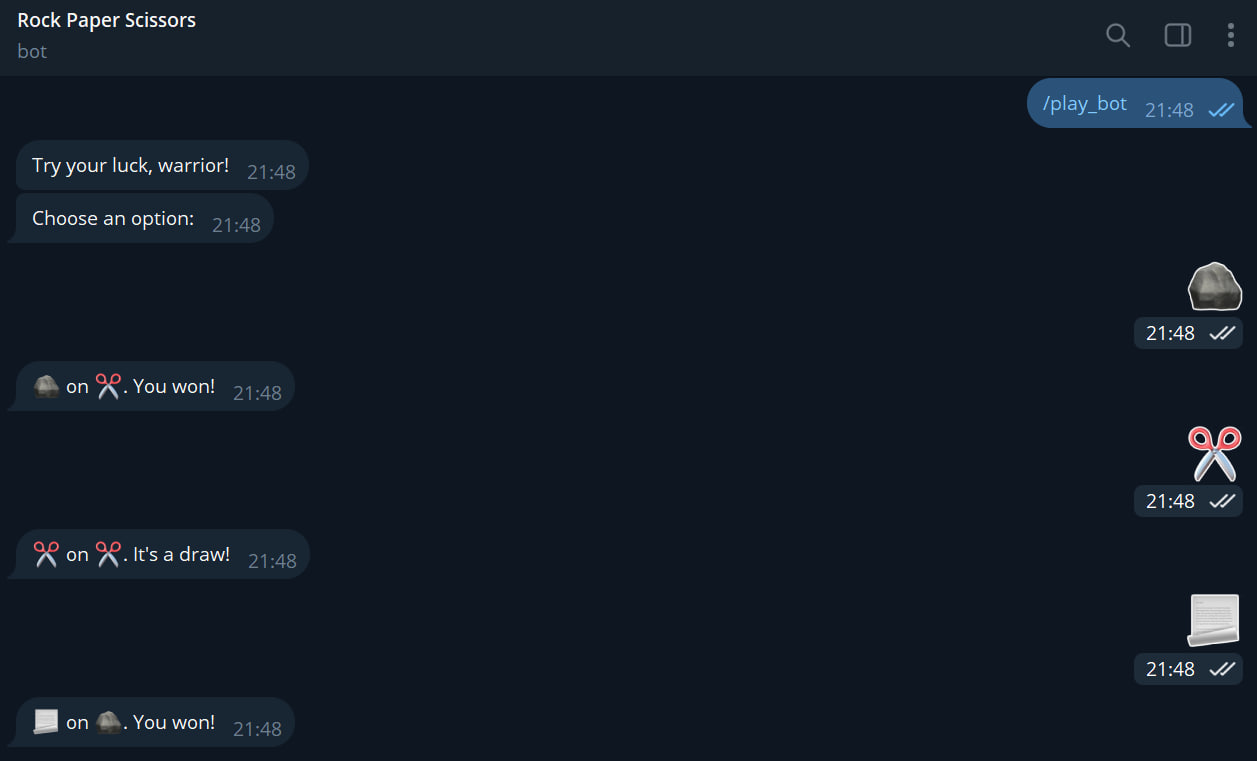 Rock Paper Scissors
bot
/play_bot 21:48
Try your luck, warrior! 21:48
Choose an option: 21:48
21:48
🪨 on ✂️. You won! 21:48
21:48
✂️ on ✂️. It's a draw! 21:48
21:48
📃 on 🪨. You won! 21:48